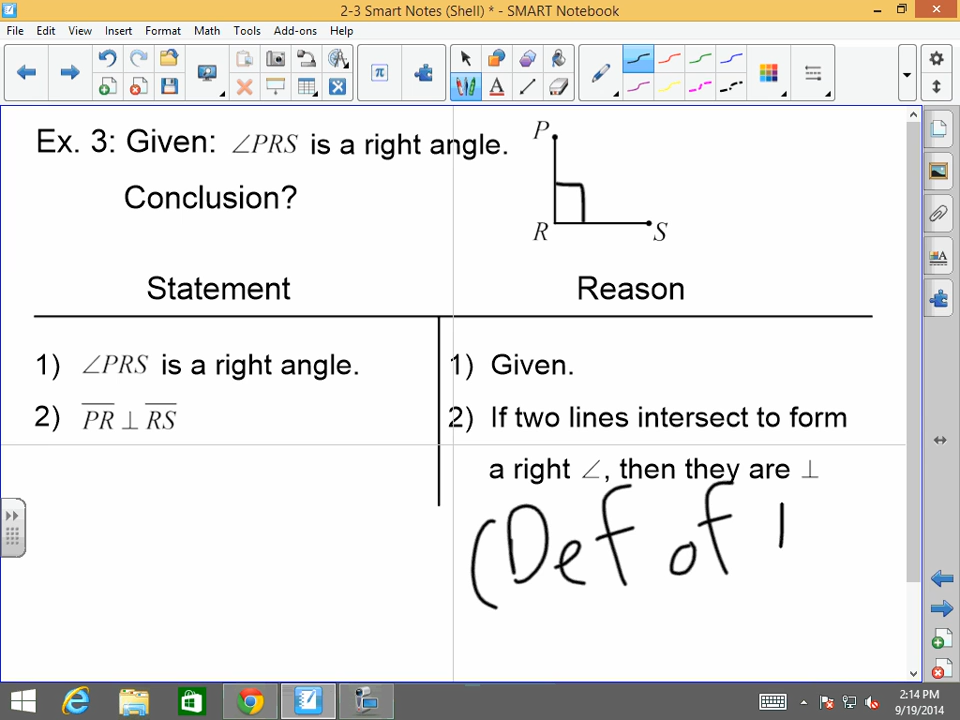 2-3 Smart Notes (Shell) * - SMART Notebook
File Edit View Insert Format Math Tools Add-ons Help
Ex. 3: Given: ∠PRS is a right angle.
Conclusion?
P
R
S
Statement
Reason
1) ∠PRS is a right angle.
1) Given.
2) PR ⊥ RS
2) If two lines intersect to form
a right ∠, then they are ⊥
(Def of
2:14 PM
9/19/2014